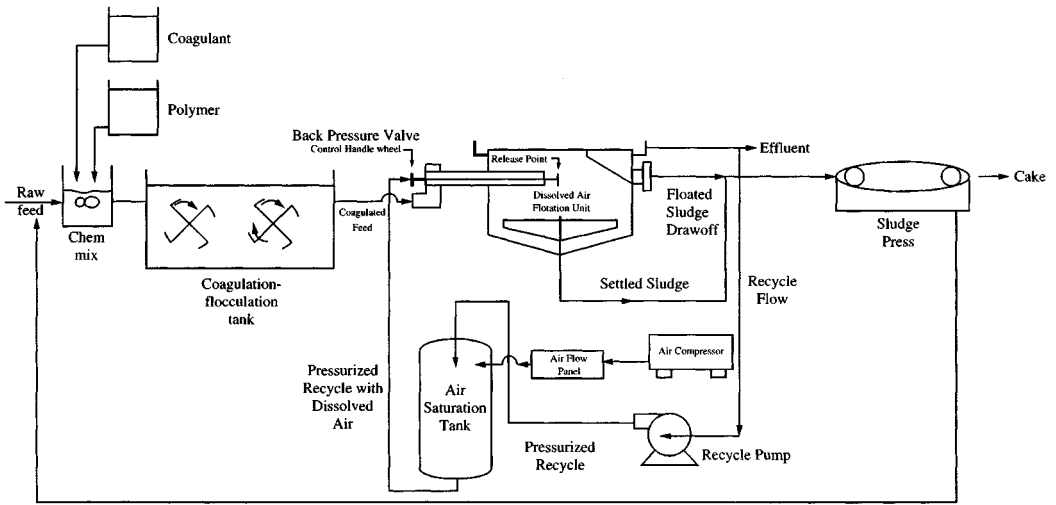 Coagulant
Polymer
Raw
feed
Chem
mix
Coagulation-
flocculation
tank
Back Pressure Valve
Control Handle wheel
Coagulated
Feed
Release Point
Dissolved Air
Flotation Unit
Effluent
Floated
Sludge
Drawoff
Settled Sludge
Recycle
Flow
Sludge
Press
Cake
Pressurized
Recycle with
Dissolved
Air
Air
Saturation
Tank
Air Flow
Panel
Air Compressor
Pressurized
Recycle
Recycle Pump